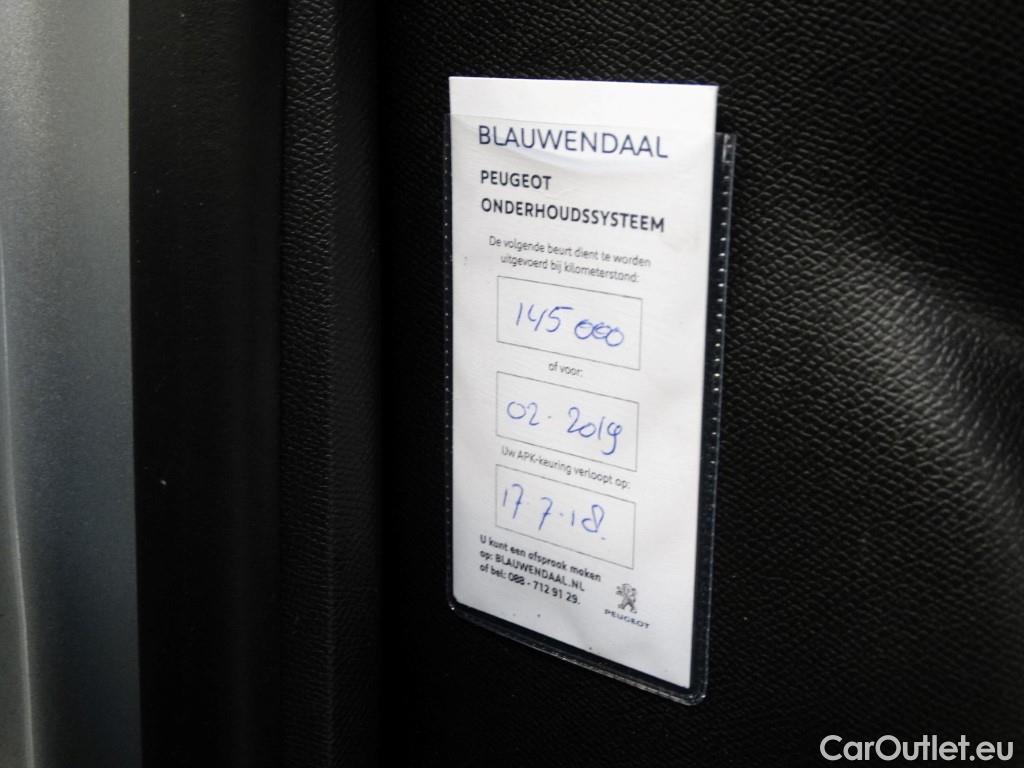 BLAUWENDAAL
PEUGEOT
ONDERHOUDSSYSTEEM
De volgende beurt dient te worden
uitgevoerd bij kilometerstand:
145 000
of voor:
02 - 2019
Uw APK-keuring verloopt op:
17-7-18.
U kunt een afspraak maken
op: BLAUWENDAAL.NL
of bel: 088 - 712 91 29.
PEUGEOT
CarOutlet.eu